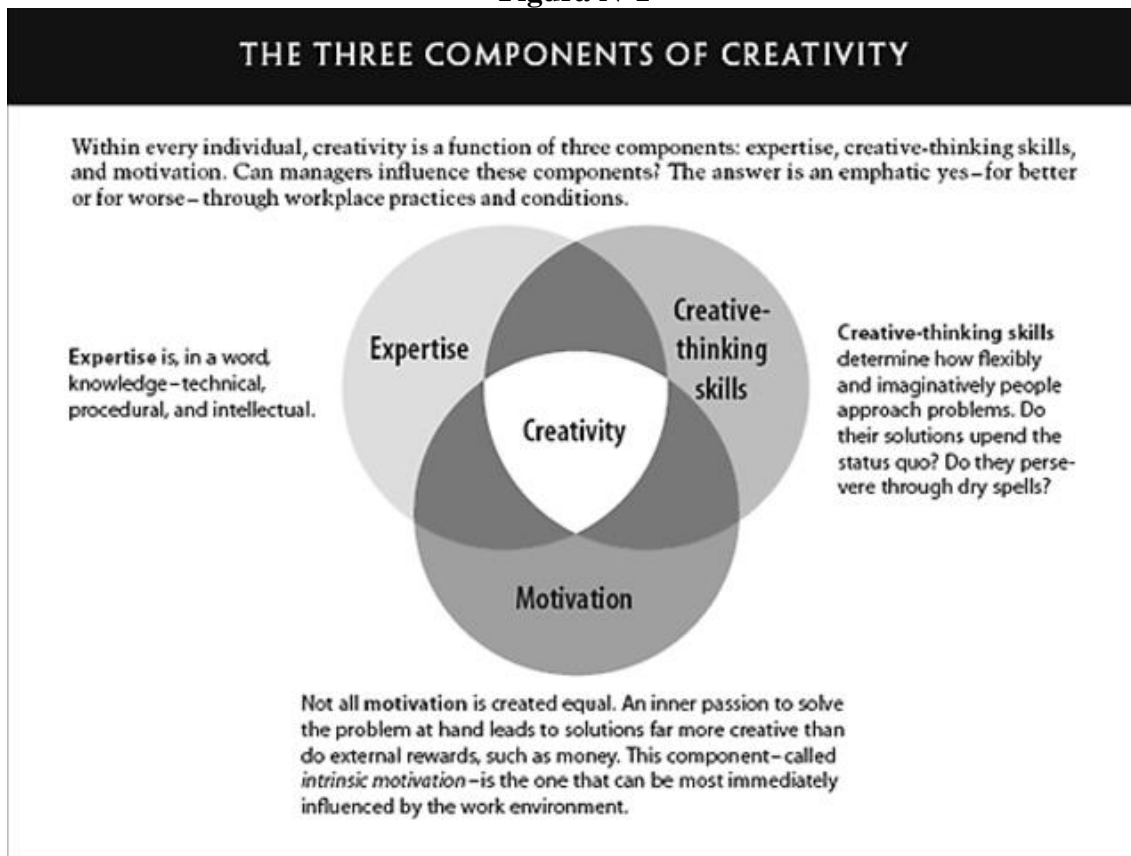 THE THREE COMPONENTS OF CREATIVITY
Within every individual, creativity is a function of three components: expertise, creative-thinking skills,
and motivation. Can managers influence these components? The answer is an emphatic yes–for better
or for worse–through workplace practices and conditions.
Expertise is, in a word,
knowledge–technical,
procedural, and intellectual.
Expertise
Creative-
thinking
skills
Creativity
Motivation
Creative-thinking skills
determine how flexibly
and imaginatively people
approach problems. Do
their solutions upend the
status quo? Do they perse-
vere through dry spells?
Not all motivation is created equal. An inner passion to solve
the problem at hand leads to solutions far more creative than
do external rewards, such as money. This component–called
intrinsic motivation–is the one that can be most immediately
influenced by the work environment.